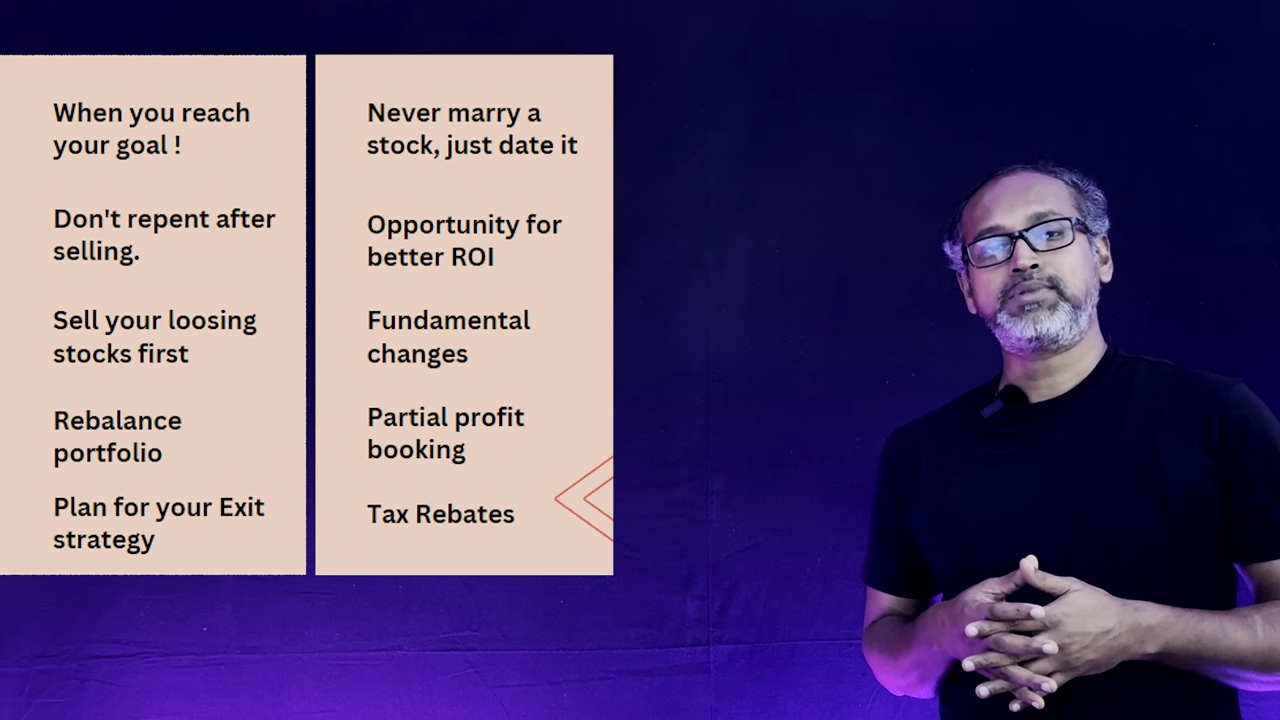 When you reach
your goal !
Don't repent after
selling.
Sell your loosing
stocks first
Rebalance
portfolio
Plan for your Exit
strategy
Never marry a
stock, just date it
Opportunity for
better ROI
Fundamental
changes
Partial profit
booking
Tax Rebates